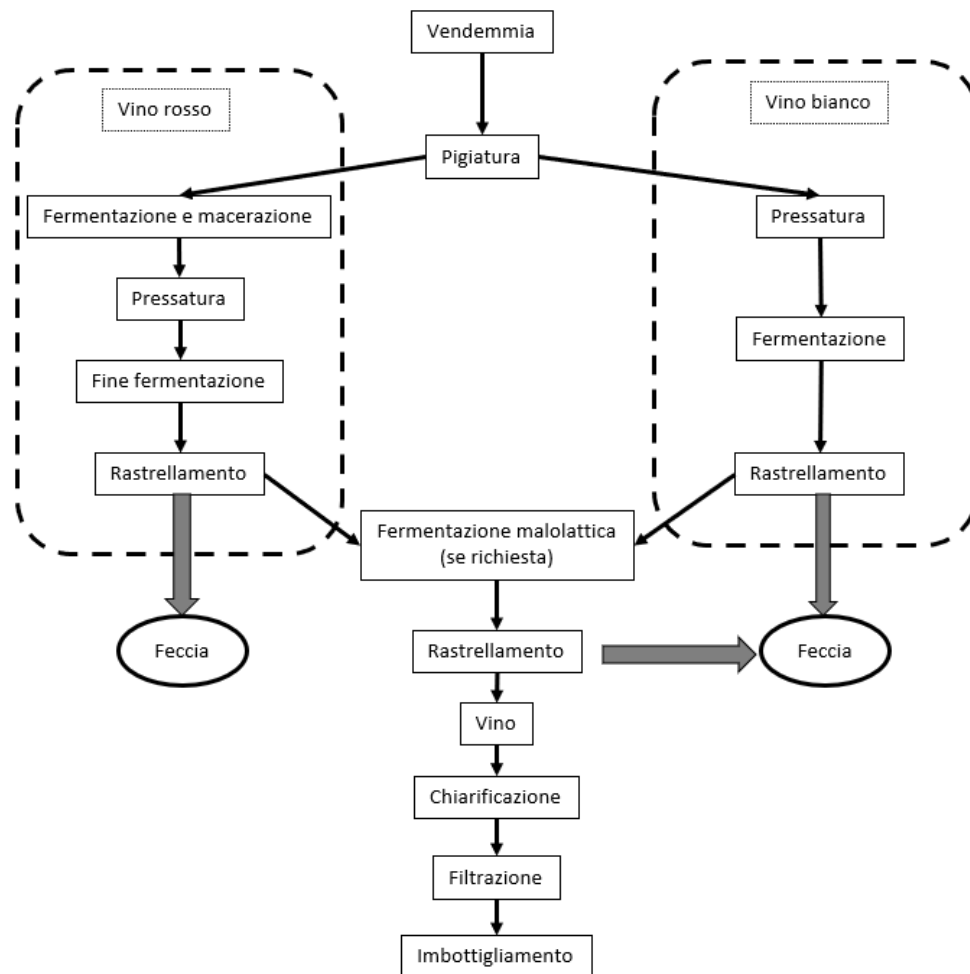 Vendemmia
Vino rosso
Vino bianco
Pigiatura
Fermentazione e macerazione
Pressatura
Pressatura
Fermentazione
Fine fermentazione
Rastrellamento
Rastrellamento
Fermentazione malolattica
(se richiesta)
Feccia
Rastrellamento
Feccia
Vino
Chiarificazione
Filtrazione
Imbottigliamento